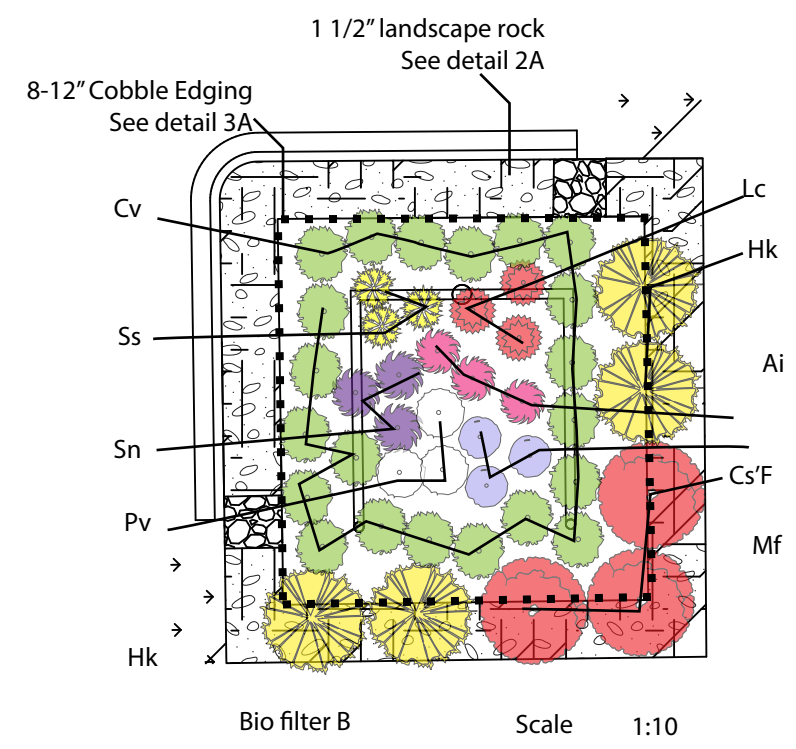 1 1/2” landscape rock
See detail 2A
8-12” Cobble Edging
See detail 3A
Cv
Lc
Hk
Ss
Ai
Sn
Cs’F
Pv
Mf
Hk
Bio filter B
Scale
1:10